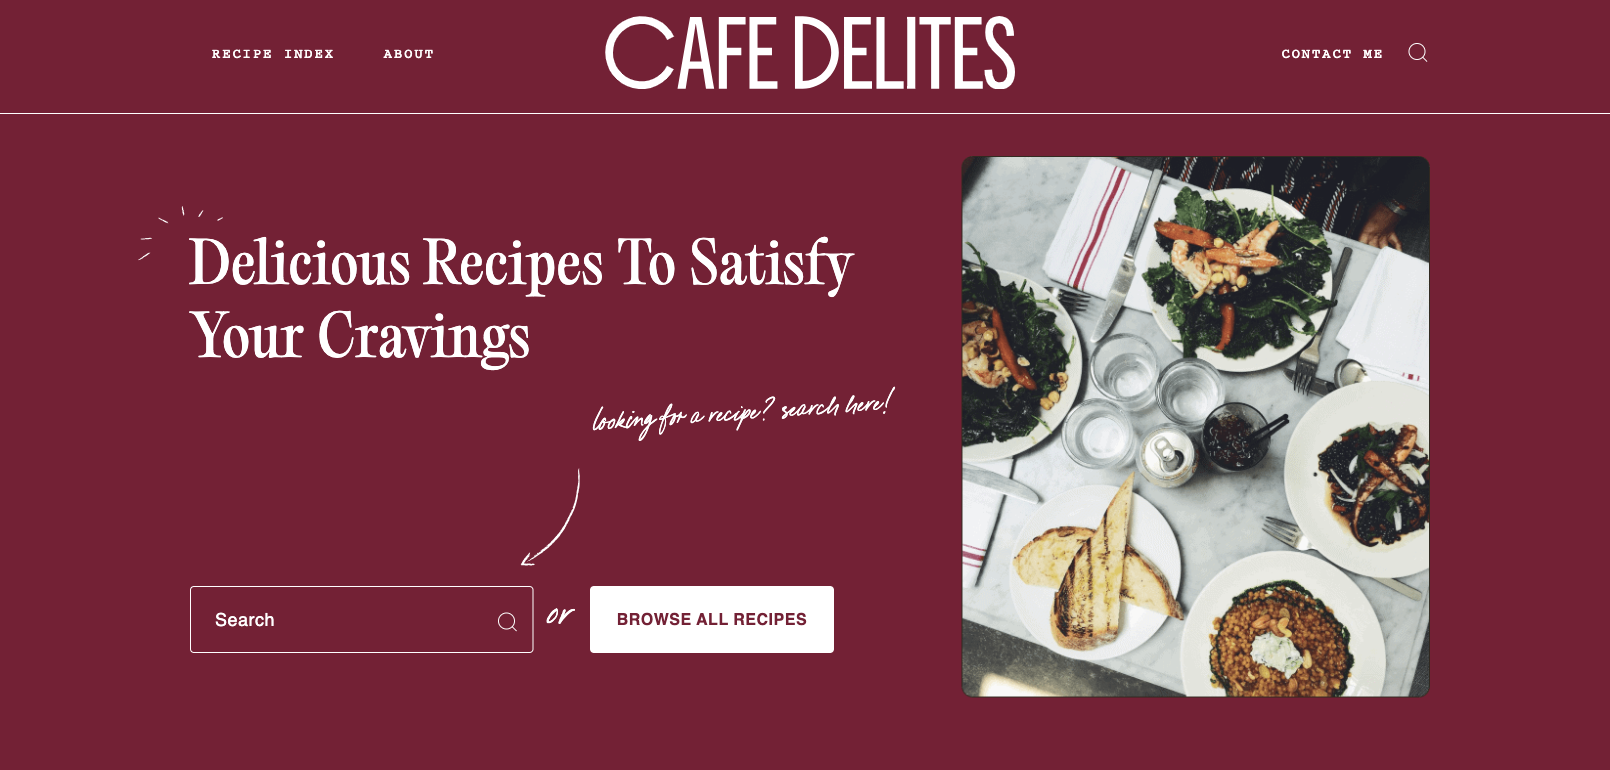 RECIPE INDEX
ABOUT
CAFE DELITES
CONTACT ME
Delicious Recipes To Satisfy
Your Cravings
looking for a recipe? search here!
Search
or
BROWSE ALL RECIPES